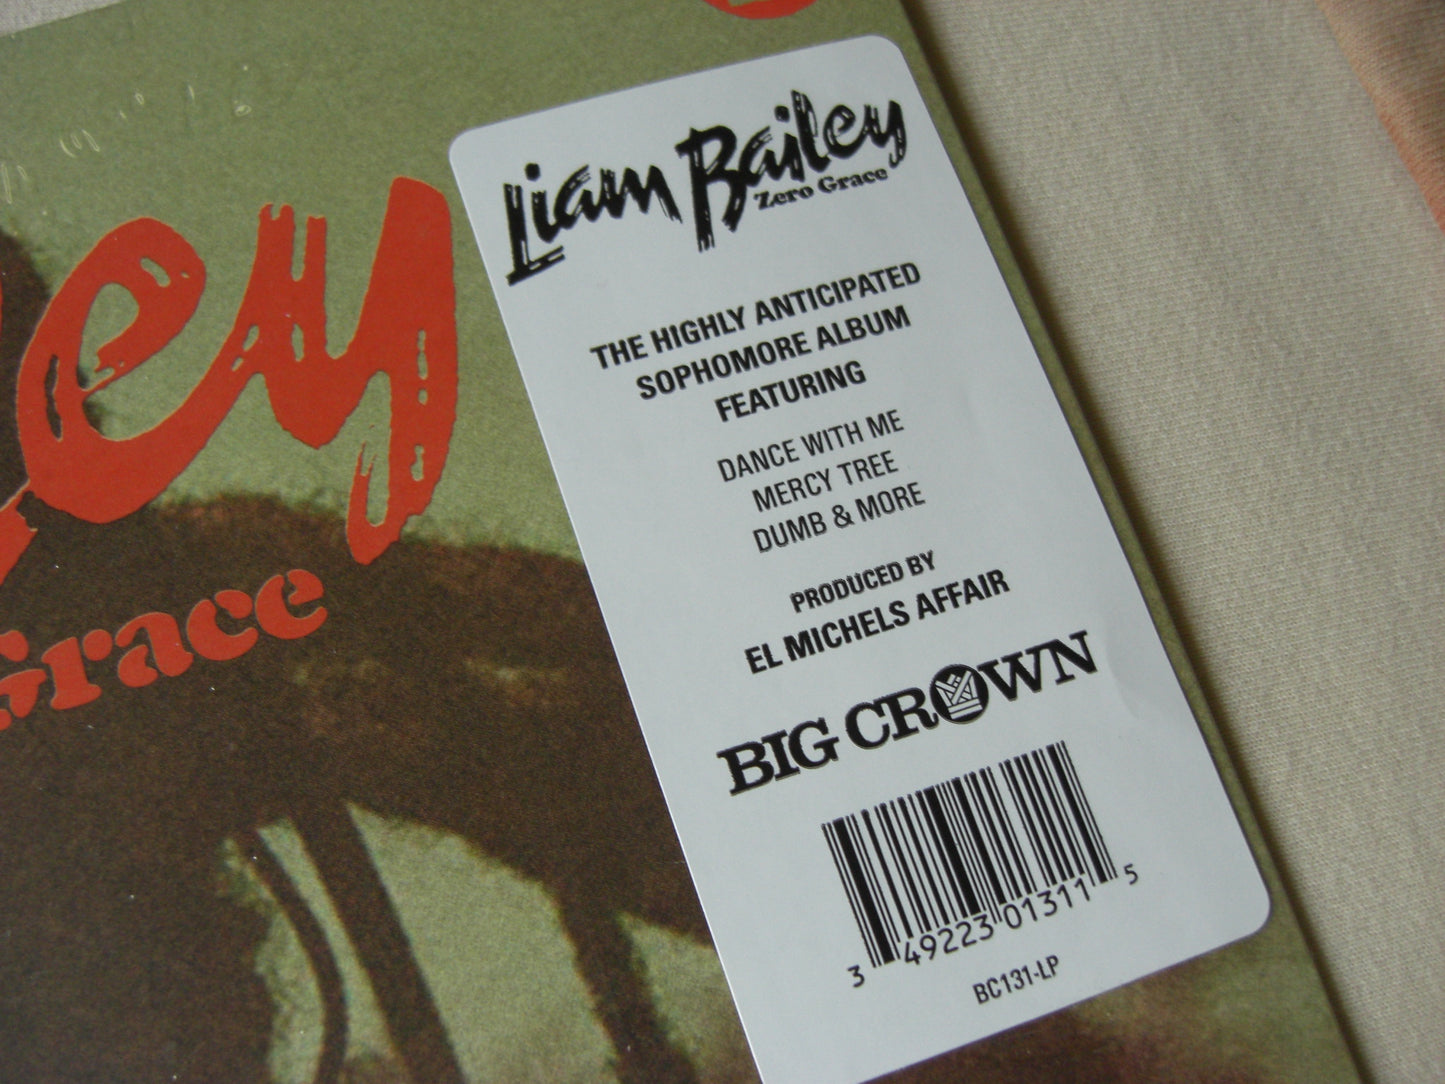 ey
Grace
Liam Bailey
Zero Grace
THE HIGHLY ANTICIPATED
SOPHOMORE ALBUM
FEATURING
DANCE WITH ME
MERCY TREE
DUMB & MORE
PRODUCED BY
EL MICHELS AFFAIR
BIG CROWN
3 49223 01311 5
BC131-LP